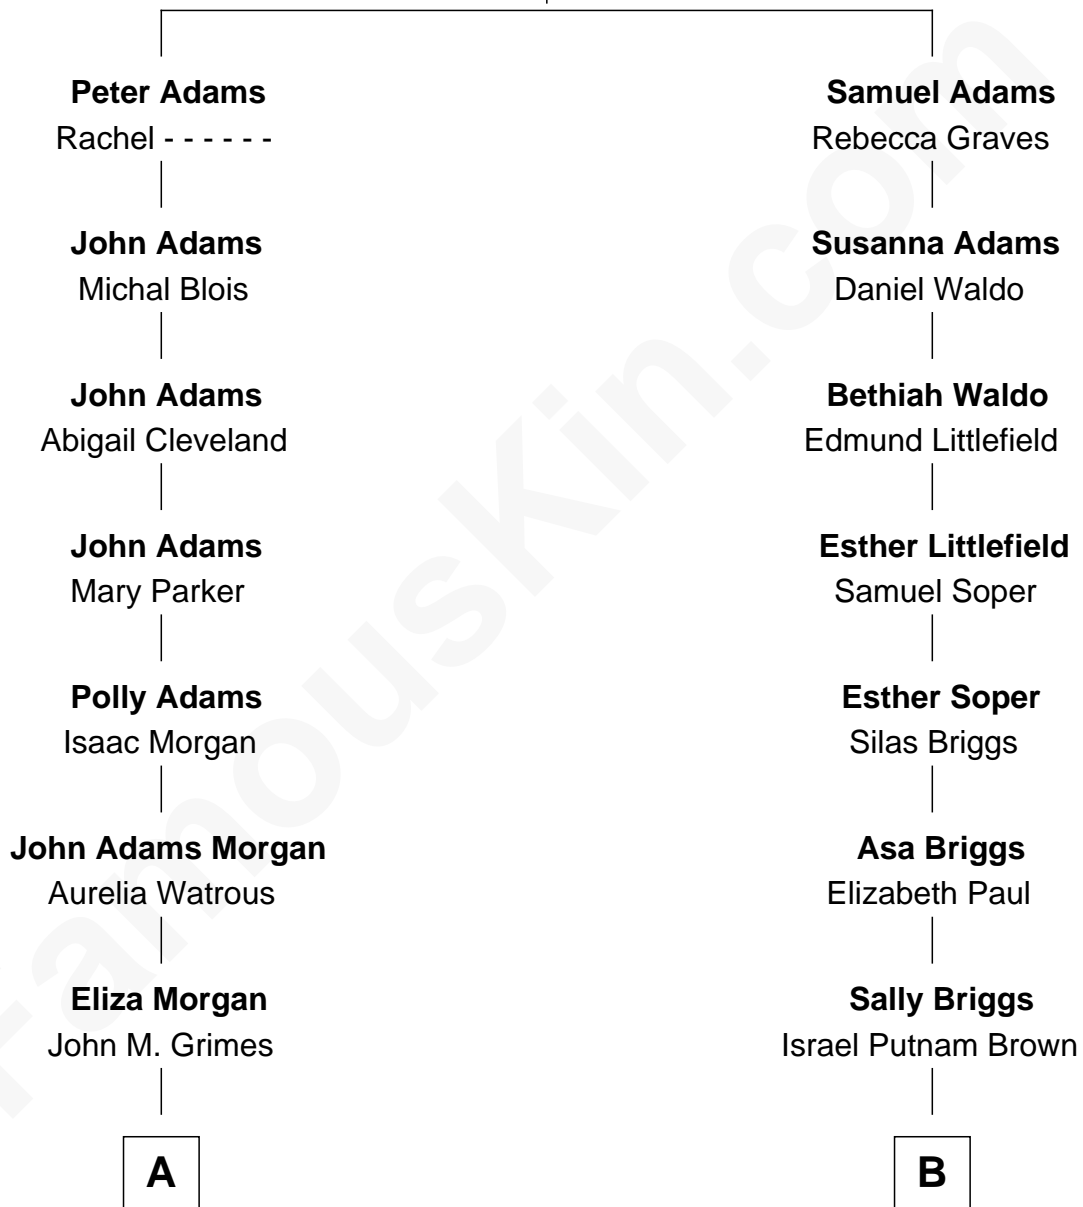 Peter Adams
Rachel - - - - - -
John Adams
Michal Blois
John Adams
Abigail Cleveland
John Adams
Mary Parker
Polly Adams
Isaac Morgan
John Adams Morgan
Aurelia Watrous
Eliza Morgan
John M. Grimes
A
Samuel Adams
Rebecca Graves
Susanna Adams
Daniel Waldo
Bethiah Waldo
Edmund Littlefield
Esther Littlefield
Samuel Soper
Esther Soper
Silas Briggs
Asa Briggs
Elizabeth Paul
Sally Briggs
Israel Putnam Brown
B
FamousKin.com